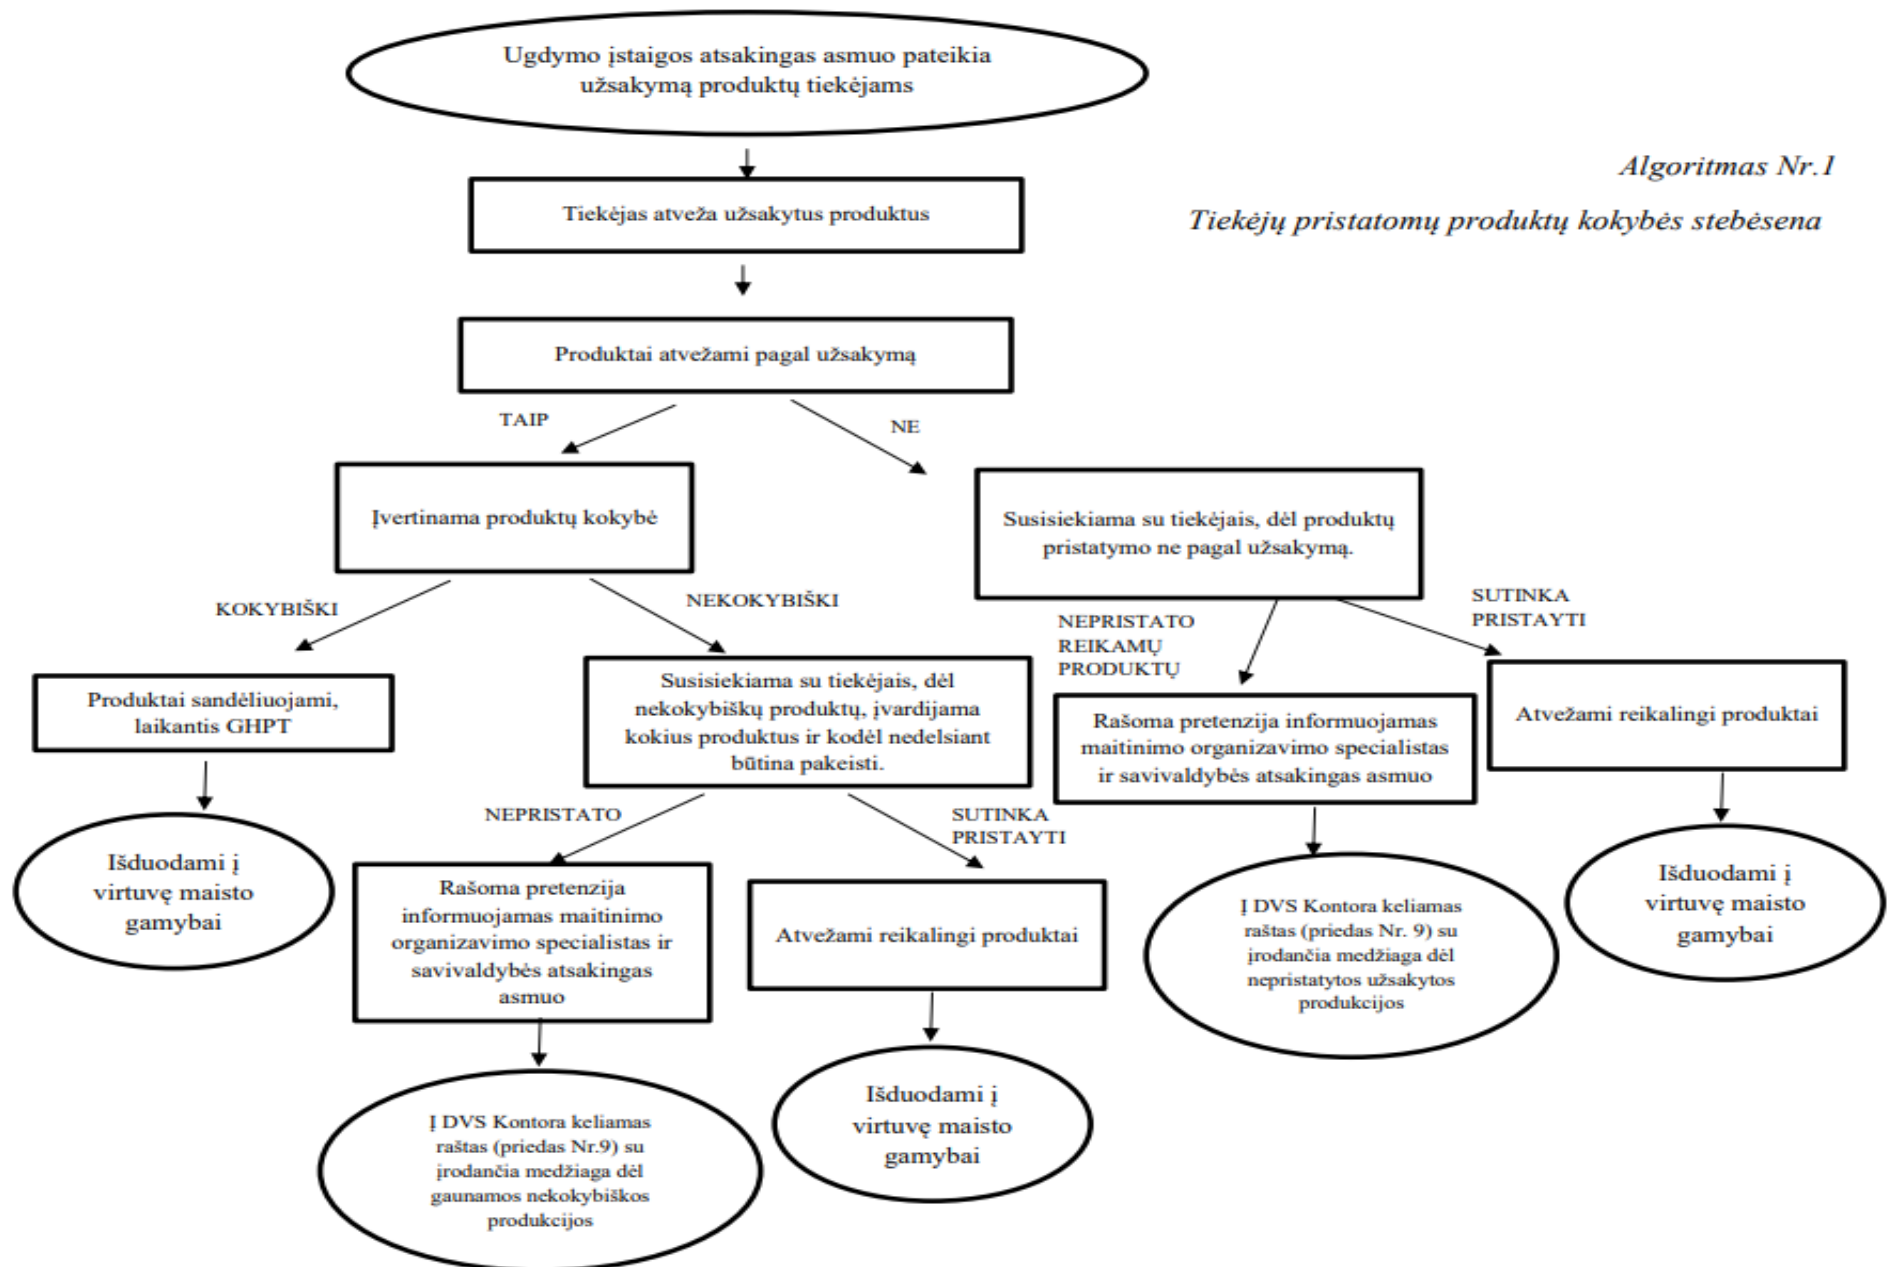 Ugdymo įstaigos atsakingas asmuo pateikia
užsakymą produktų tiekėjams
Algoritmas Nr.1
Tiekėjų pristatomų produktų kokybės stebėsena
Tiekėjas atveža užsakytus produktus
Produktai atvežami pagal užsakymą
TAIP
NE
Įvertinama produktų kokybė
Susisiekiama su tiekėjais, dėl produktų
pristatymo ne pagal užsakymą.
KOKYBIŠKI
NEKOKYBIŠKI
NEPRISTATO
REIKAMŲ
PRODUKTŲ
SUTINKA
PRISTAYTI
Produktai sandėliuojami,
laikantis GHPT
Susisiekiama su tiekėjais, dėl
nekokybiškų produktų, įvardijama
kokius produktus ir kodėl nedelsiant
būtina pakeisti.
Rašoma pretenzija informuojamas
maitinimo organizavimo specialistas
ir savivaldybės atsakingas asmuo
Atvežami reikalingi produktai
NEPRISTATO
SUTINKA
PRISTAYTI
Išduodami į
virtuvę maisto
gamybai
Rašoma pretenzija
informuojamas maitinimo
organizavimo specialistas ir
savivaldybės atsakingas
asmuo
Atvežami reikalingi produktai
Į DVS Kontora keliamas
raštas (priedas Nr. 9) su
įrodančia medžiaga dėl
nepristatytos užsakytos
produkcijos
Išduodami į
virtuvę maisto
gamybai
Į DVS Kontora keliamas
raštas (priedas Nr.9) su
įrodančia medžiaga dėl
gaunamos nekokybiškos
produkcijos
Išduodami į
virtuvę maisto
gamybai